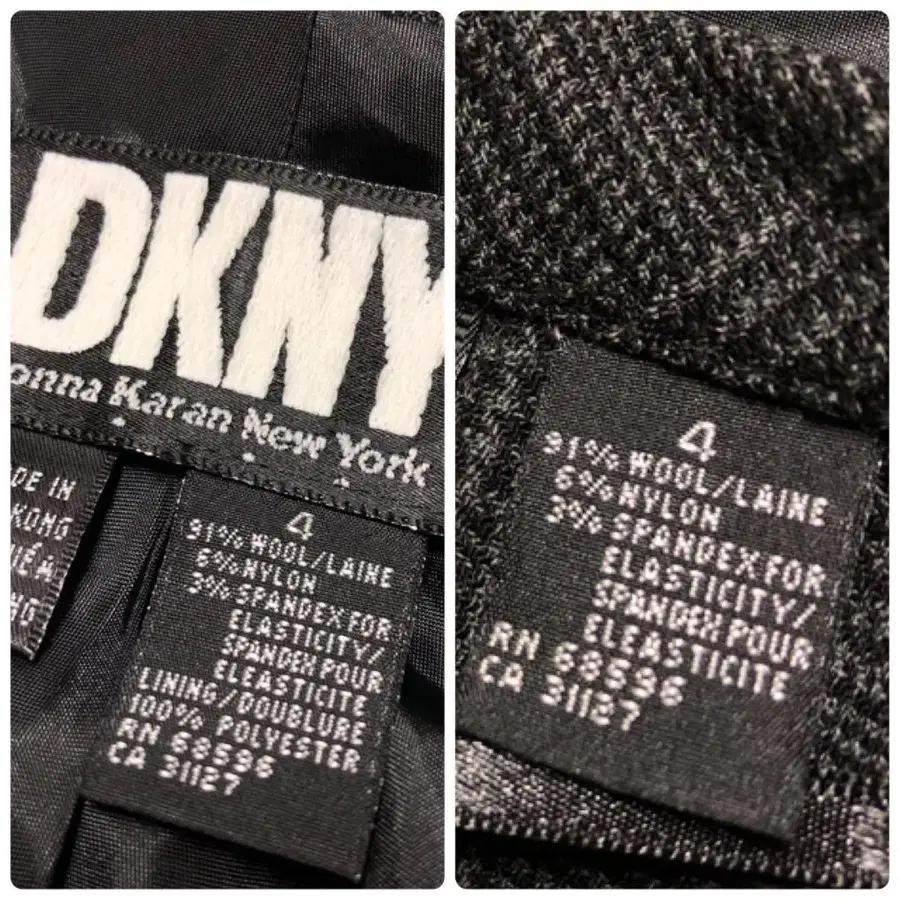 DKNY
onna Karan New York
DE IN
KONG
4
91% WOOL/LAINE
6% NYLON
3% SPANDEX FOR
ELASTICITY/
SPANDEX POUR
ELEASTICITE
LINING/DOUBLURE
100% POLYESTER
RN 68596
CA 31127
4
91% WOOL/LAINE
6% NYLON
3% SPANDEX FOR
ELASTICITY/
SPANDEX POUR
ELEASTICITE
RN 68596
CA 31127